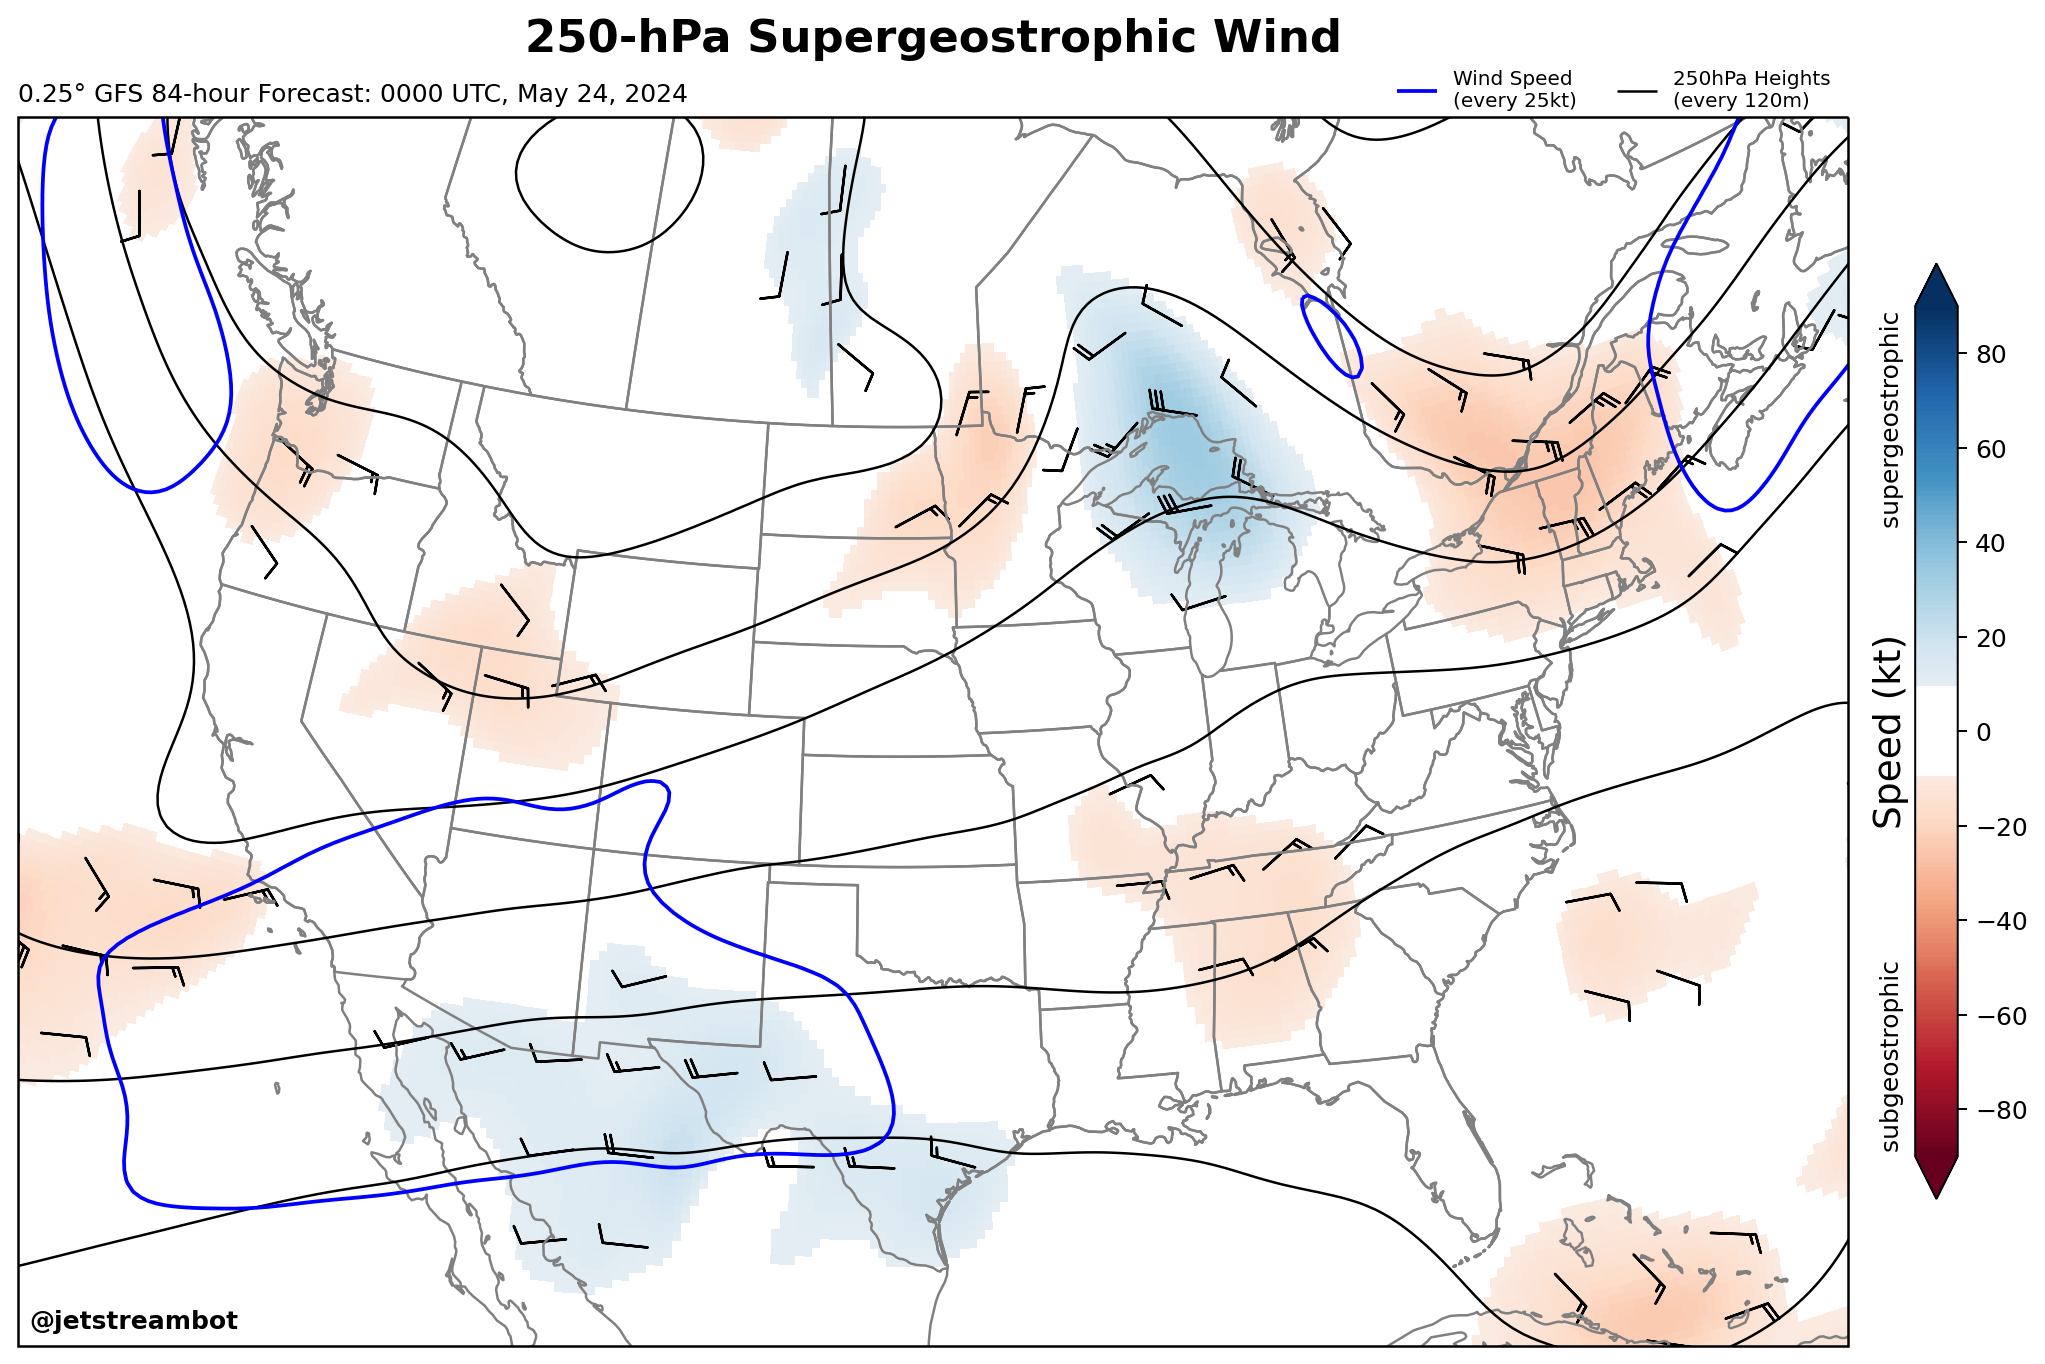 250-hPa Supergeostrophic Wind
0.25° GFS 84-hour Forecast: 0000 UTC, May 24, 2024
Wind Speed
(every 25kt)
250hPa Heights
(every 120m)
supergeostrophic
Speed (kt)
subgeostrophic
80
60
40
20
0
−20
−40
−60
−80
@jetstreambot